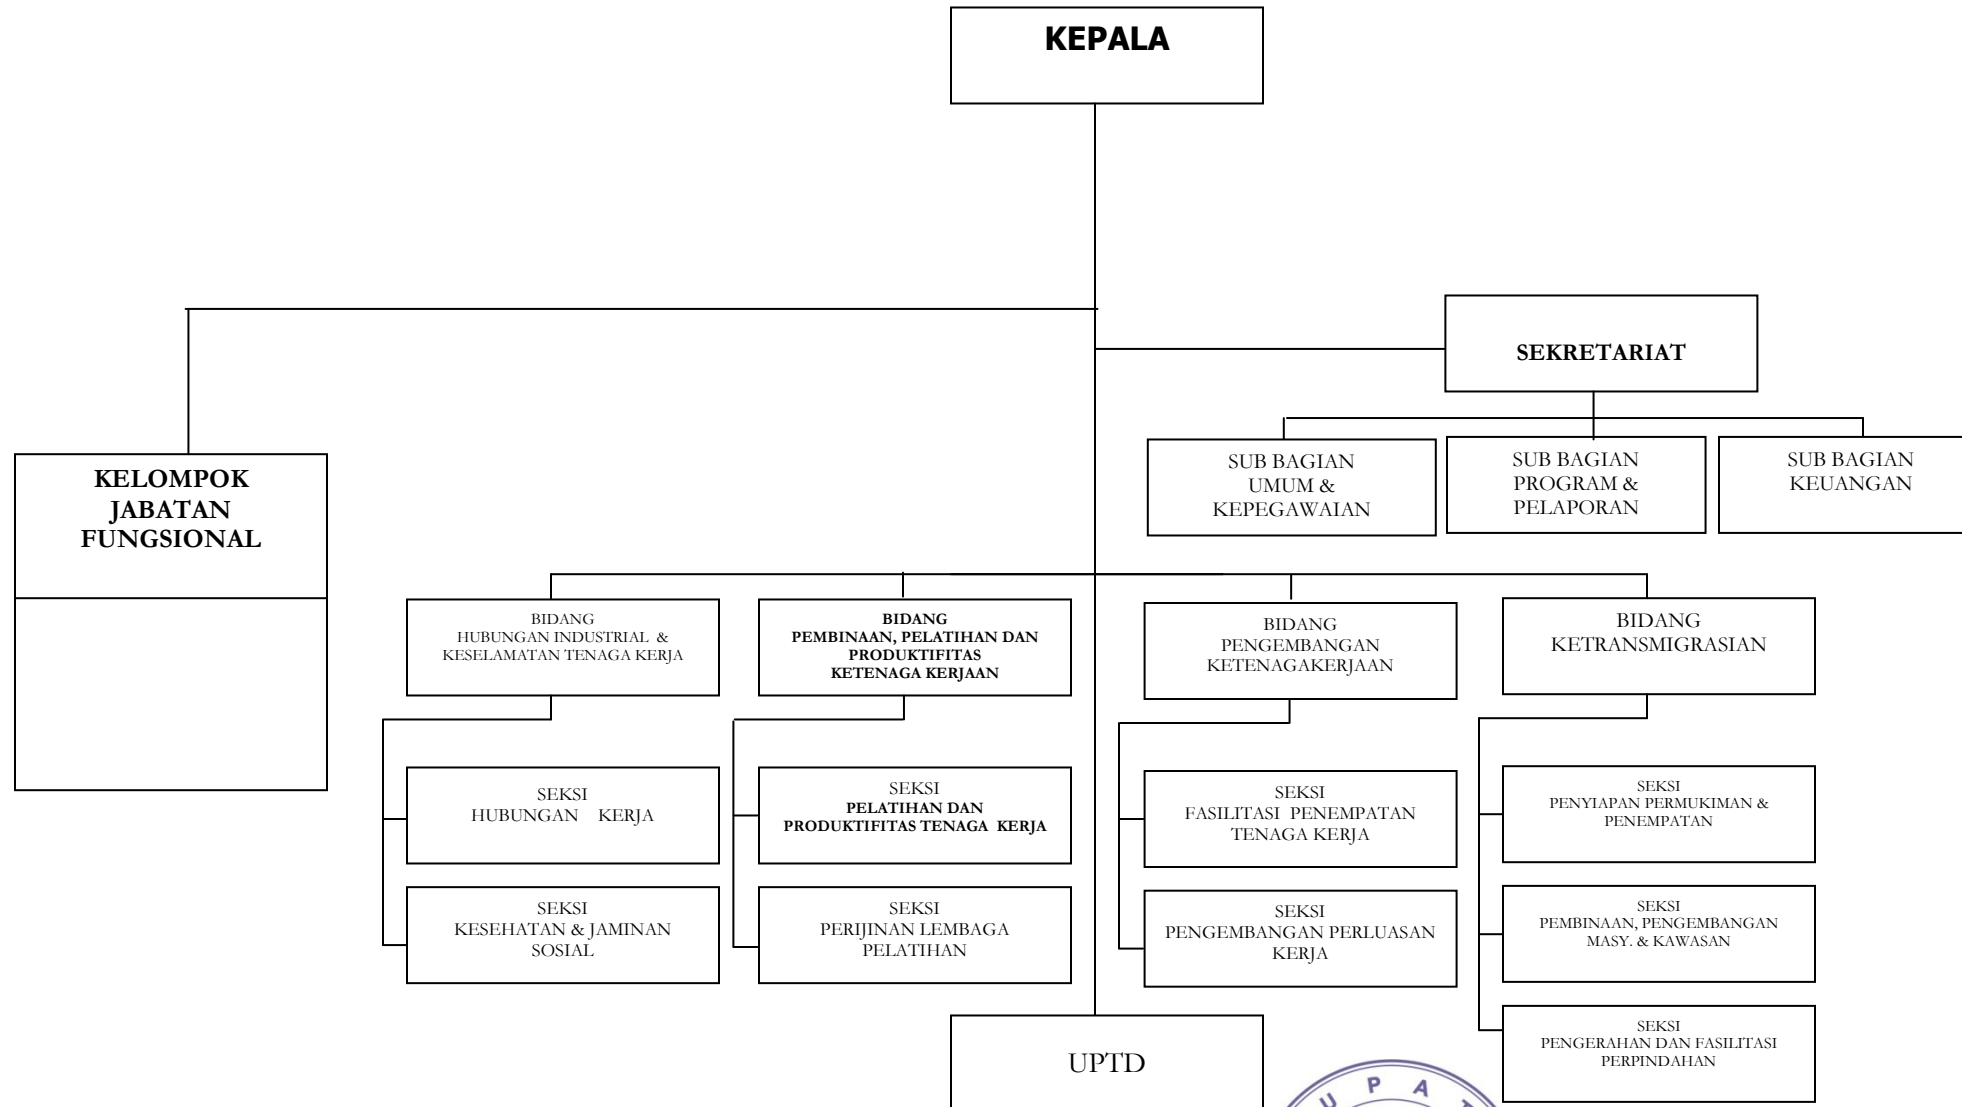 KEPALA
SEKRETARIAT
KELOMPOK
JABATAN
FUNGSIONAL
SUB BAGIAN
UMUM &
KEPEGAWAIAN
SUB BAGIAN
PROGRAM &
PELAPORAN
SUB BAGIAN
KEUANGAN
BIDANG
HUBUNGAN INDUSTRIAL &
KESELAMATAN TENAGA KERJA
BIDANG
PEMBINAAN, PELATIHAN DAN
PRODUKTIFITAS
KETENAGA KERJAAN
BIDANG
PENGEMBANGAN
KETENAGAKERJAAN
BIDANG
KETRANSMIGRASIAN
SEKSI
HUBUNGAN KERJA
SEKSI
PELATIHAN DAN
PRODUKTIFITAS TENAGA KERJA
SEKSI
FASILITASI PENEMPATAN
TENAGA KERJA
SEKSI
PENYIAPAN PERMUKIMAN &
PENEMPATAN
SEKSI
KESEHATAN & JAMINAN
SOSIAL
SEKSI
PERIJINAN LEMBAGA
PELATIHAN
SEKSI
PENGEMBANGAN PERLUASAN
KERJA
SEKSI
PEMBINAAN, PENGEMBANGAN
MASY. & KAWASAN
SEKSI
PENGERAHAN DAN FASILITASI
PERPINDAHAN
UPTD